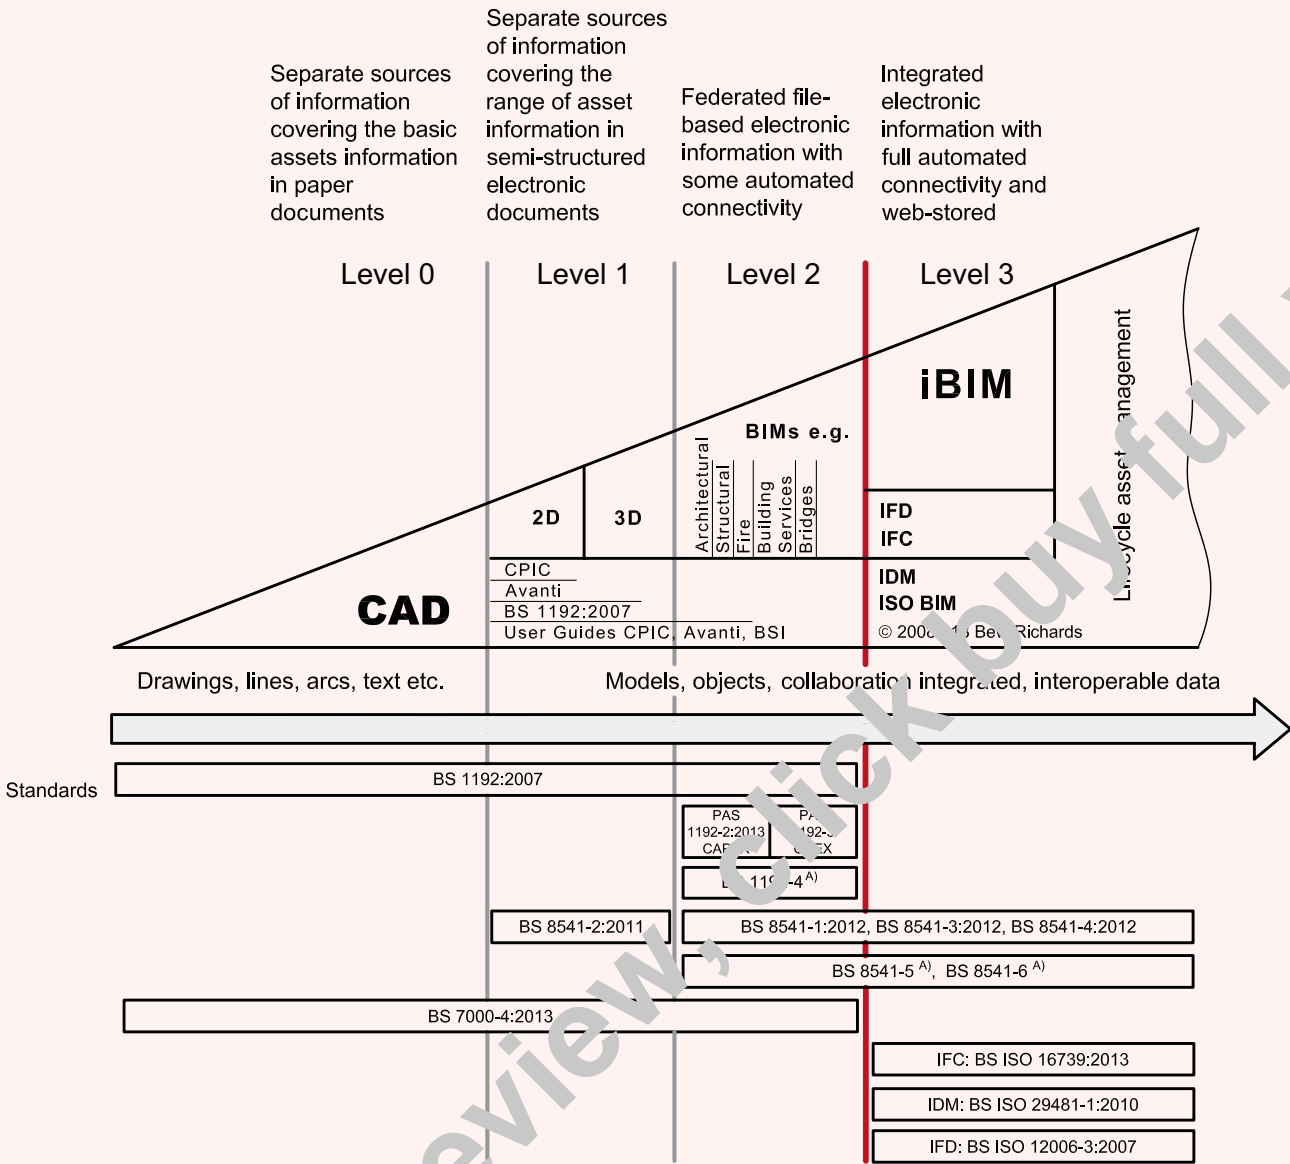 Separate sources
of information
covering the basic
assets information
in paper
documents
Separate sources
of information
covering the
range of asset
information in
semi-structured
electronic
documents
Federated file-
based electronic
information with
some automated
connectivity
Integrated
electronic
information with
full automated
connectivity and
web-stored
Level 0
Level 1
Level 2
Level 3
CAD
2D
3D
CPIC
Avanti
BS 1192:2007
User Guides CPIC, Avanti, BSI
BIMs e.g.
Architectural
Structural
Fire
Building
Services
Bridges
iBIM
IFD
IFC
IDM
ISO BIM
© Richards
Lifecycle asset management
Drawings, lines, arcs, text etc.
Models, objects, collaboration integrated, interoperable data
Standards
BS 1192:2007
PAS
1192-2:2013
BS 8541-2:2011
BS 8541-1:2012, BS 8541-3:2012, BS 8541-4:2012
BS 8541-5 A), BS 8541-6 A)
BS 7000-4:2013
IFC: BS ISO 16739:2013
IDM: BS ISO 29481-1:2010
IFD: BS ISO 12006-3:2007
click buy full